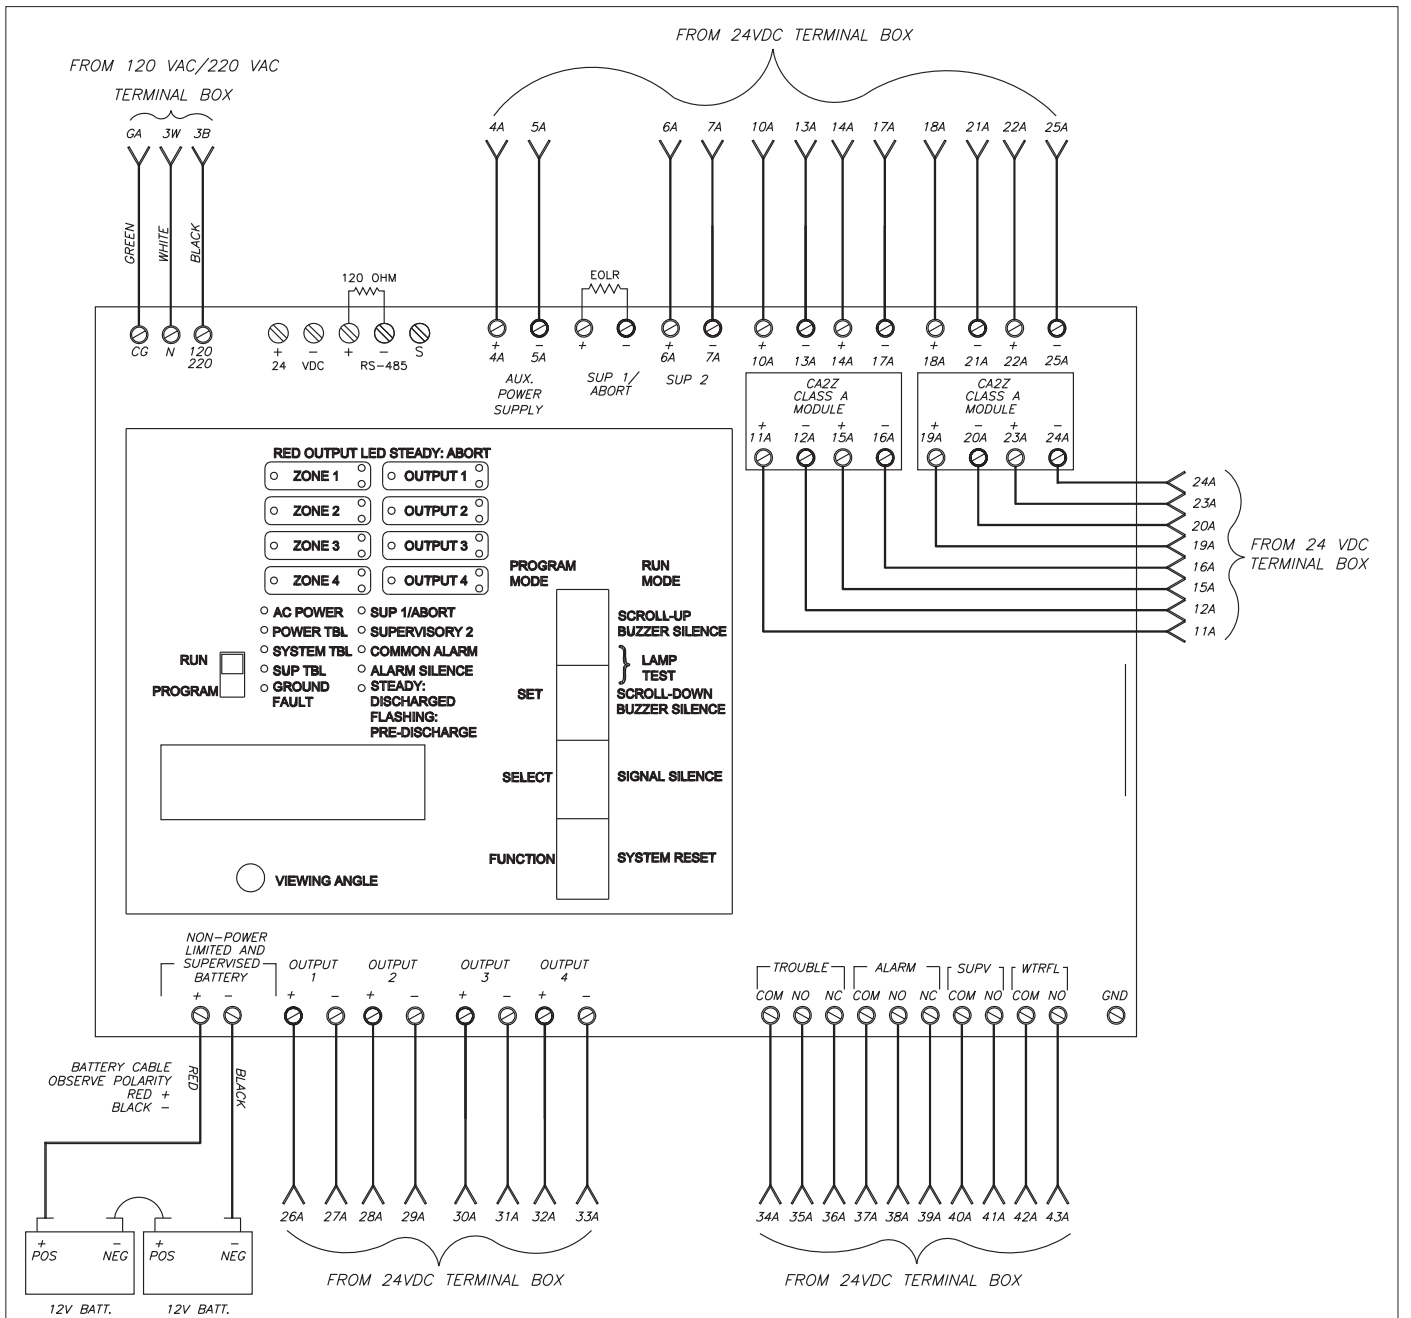 FROM 24VDC TERMINAL BOX
FROM 120 VAC/220 VAC
TERMINAL BOX
GA 3W 3B
4A 5A 6A 7A 10A 13A 14A 17A 18A 21A 22A 25A
GREEN
WHITE
BLACK
120 OHM
EOLR
CG N 120
220
+ − + − S
24 VDC RS-485
+ − + − + − + − + − + − + −
4A 5A 6A 7A 10A 13A 14A 17A 18A 21A 22A 25A
AUX.
POWER
SUPPLY
SUP 1/
ABORT
SUP 2
CA2Z
CLASS A
MODULE
+ − + −
11A 12A 15A 16A
CA2Z
CLASS A
MODULE
+ − + −
19A 20A 23A 24A
24A
23A
20A
19A
16A
15A
12A
11A
FROM 24 VDC
TERMINAL BOX
RED OUTPUT LED STEADY: ABORT
ZONE 1 OUTPUT 1
ZONE 2 OUTPUT 2
ZONE 3 OUTPUT 3
ZONE 4 OUTPUT 4
AC POWER SUP 1/ABORT
POWER TBL SUPERVISORY 2
SYSTEM TBL COMMON ALARM
SUP TBL ALARM SILENCE
GROUND
FAULT
STEADY:
DISCHARGED
FLASHING:
PRE-DISCHARGE
RUN
PROGRAM
PROGRAM
MODE
RUN
MODE
SCROLL-UP
BUZZER SILENCE
LAMP
TEST
SET
SCROLL-DOWN
BUZZER SILENCE
SELECT SIGNAL SILENCE
FUNCTION SYSTEM RESET
VIEWING ANGLE
NON-POWER
LIMITED AND
SUPERVISED
BATTERY
+ −
OUTPUT
1
+ −
OUTPUT
2
+ −
OUTPUT
3
+ −
OUTPUT
4
+ −
TROUBLE ALARM SUPV WTRFL
COM NO NC COM NO NC COM NO COM NO GND
BATTERY CABLE
OBSERVE POLARITY
RED +
BLACK −
RED
BLACK
26A 27A 28A 29A 30A 31A 32A 33A
34A 35A 36A 37A 38A 39A 40A 41A 42A 43A
+ − + −
POS NEG POS NEG
12V BATT. 12V BATT.
FROM 24VDC TERMINAL BOX
FROM 24VDC TERMINAL BOX